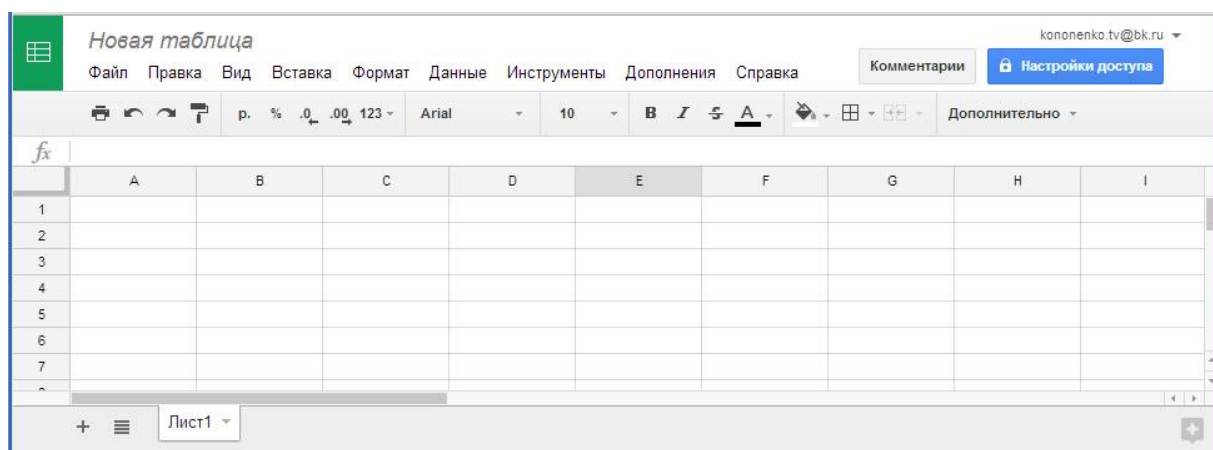 Новая таблица
kononenko.tv@bk.ru
Файл Правка Вид Вставка Формат Данные Инструменты Дополнения Справка
Комментарии
Настройки доступа
р. % .0 .00 123 Arial 10 B I S A Дополнительно
fx
A B C D E F G H I
1
2
3
4
5
6
7
Лист1